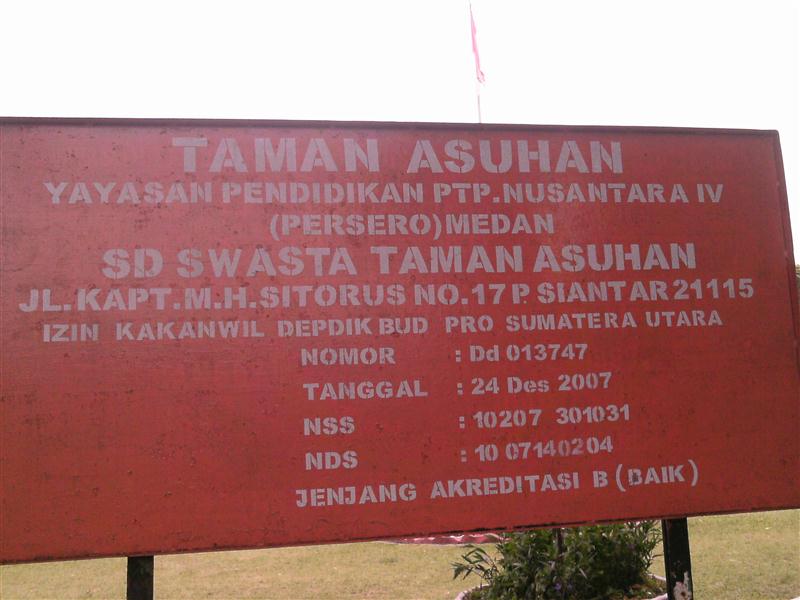 TAMAN ASUHAN
YAYASAN PENDIDIKAN PTP.NUSANTARA IV
(PERSERO)MEDAN
SD SWASTA TAMAN ASUHAN
JL.KAPT.M.H.SITORUS NO.17 P. SIANTAR 21115
IZIN KAKANWIL DEPDIKBUD PRO SUMATERA UTARA
NOMOR : Dd 013747
TANGGAL : 24 Des 2007
NSS : 10207 301031
NDS : 10 07140204
JENJANG AKREDITASI B (BAIK)